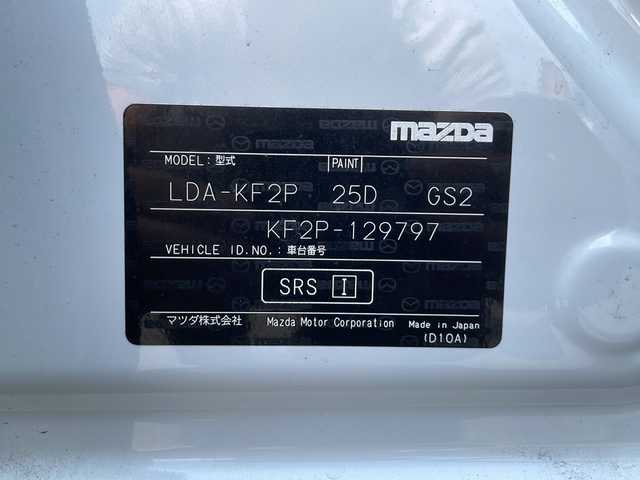 mazda
MODEL:型式 PAINT
LDA-KF2P 25D GS2
KF2P-129797
VEHICLE ID.NO.:車台番号
SRS I
マツダ株式会社 Mazda Motor Corporation Made in Japan
(D10A)